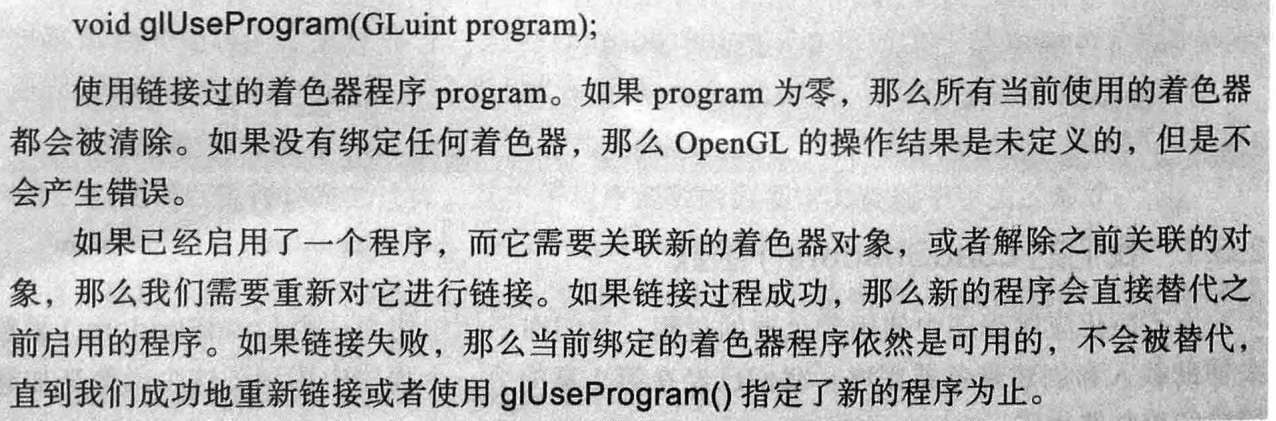 void glUseProgram(GLuint program);
使用链接过的着色器程序 program。如果 program 为零，那么所有当前使用的着色器
都会被清除。如果没有绑定任何着色器，那么 OpenGL 的操作结果是未定义的，但是不
会产生错误。
如果已经启用了一个程序，而它需要关联新的着色器对象，或者解除之前关联的对
象，那么我们需要重新对它进行链接。如果链接过程成功，那么新的程序会直接替代之
前启用的程序。如果链接失败，那么当前绑定的着色器程序依然是可用的，不会被替代，
直到我们成功地重新链接或者使用 glUseProgram() 指定了新的程序为止。